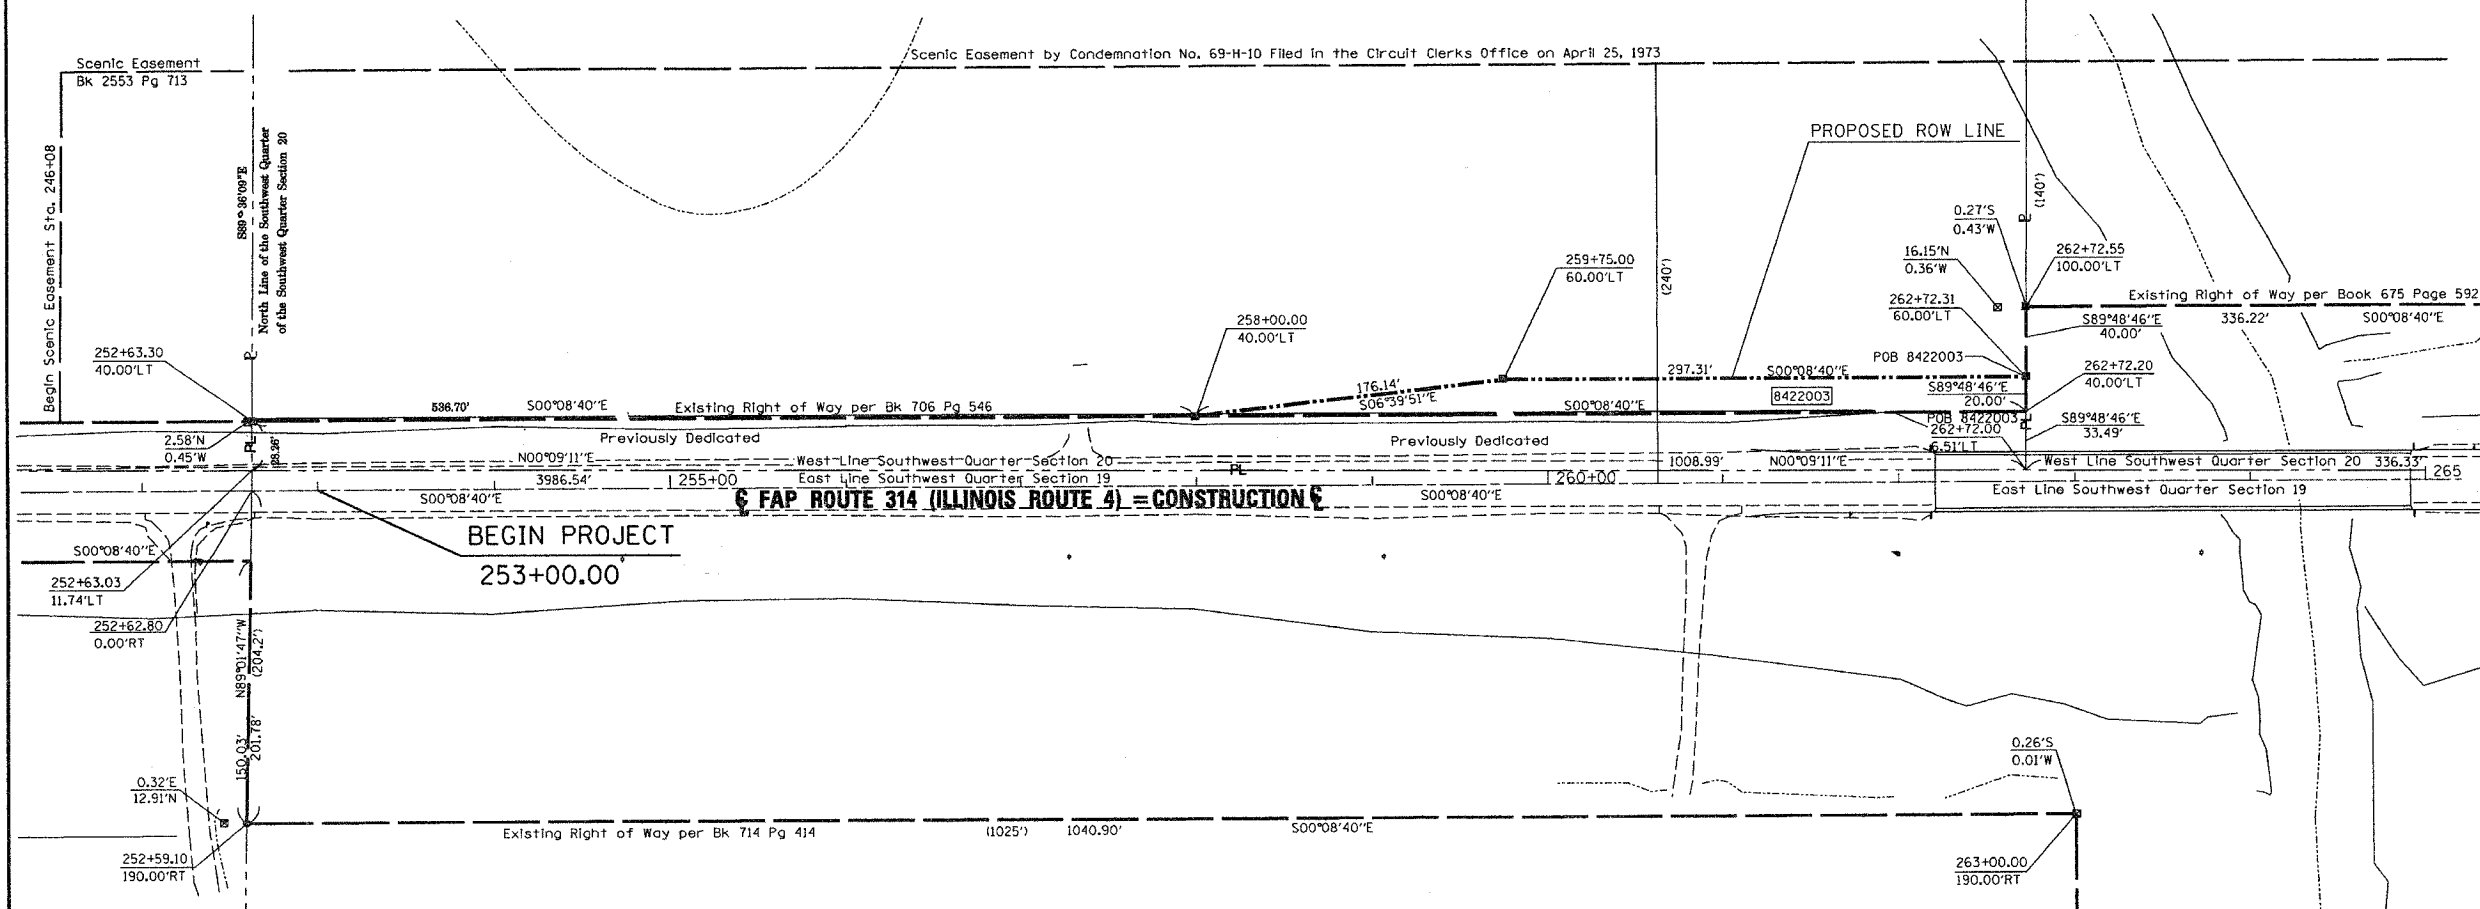 Scenic Easement
Bk 2553 Pg 713
Scenic Easement by Condemnation No. 69-H-10 Filed in the Circuit Clerks Office on April 25, 1973
Begin Scenic Easement Sta. 246+08
S89°36'09"E
North Line of the Southwest Quarter
of the Southwest Quarter Section 20
PROPOSED ROW LINE
(140')
(240')
0.27'S
0.43'W
16.15'N
0.36'W
262+72.55
100.00'LT
259+75.00
60.00'LT
262+72.31
60.00'LT
Existing Right of Way per Book 675 Page 592
S89°48'46"E
40.00'
336.22'
S00°08'40"E
258+00.00
40.00'LT
252+63.30
40.00'LT
POB 8422003
262+72.20
40.00'LT
297.31'
S00°08'40"E
176.14'
S06°39'51"E
8422003
S89°48'46"E
20.00'
536.70'
S00°08'40"E
Existing Right of Way per Bk 706 Pg 546
S00°08'40"E
POB 8422003
262+72.00
6.51'LT
S89°48'46"E
33.49'
2.58'N
0.45'W
PL
28.26'
Previously Dedicated
Previously Dedicated
N00°09'11"E
West Line Southwest Quarter Section 20
PL
1008.99'
N00°09'11"E
West Line Southwest Quarter Section 20
336.33'
3986.54'
255+00
East Line Southwest Quarter Section 19
260+00
265
S00°08'40"E
℄ FAP ROUTE 314 (ILLINOIS ROUTE 4) = CONSTRUCTION ℄
S00°08'40"E
East Line Southwest Quarter Section 19
BEGIN PROJECT
253+00.00
S00°08'40"E
252+63.03
11.74'LT
252+62.80
0.00'RT
N89°01'47"W
(204.2')
150.03'
201.78'
0.32'E
12.91'N
0.26'S
0.01'W
Existing Right of Way per Bk 714 Pg 414
(1025')
1040.90'
S00°08'40"E
252+59.10
190.00'RT
263+00.00
190.00'RT